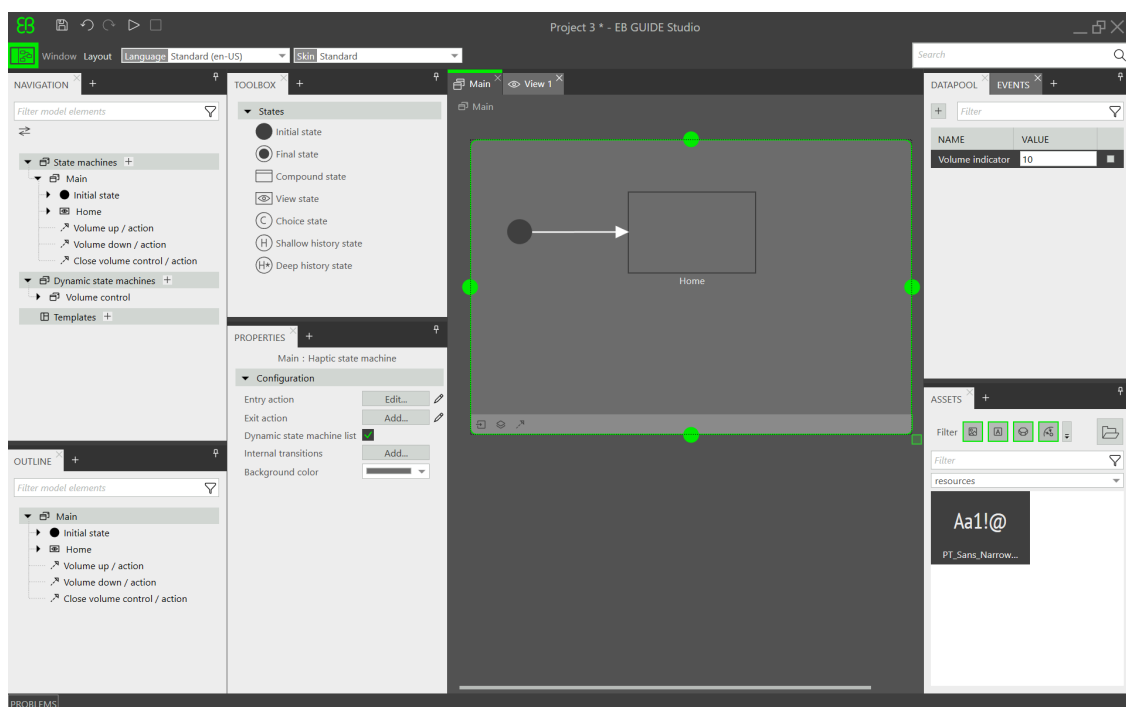 EB
Project 3 * - EB GUIDE Studio
Window Layout Language Standard (en-US) Skin Standard
Search
NAVIGATION
Filter model elements
State machines
Main
Initial state
Home
Volume up / action
Volume down / action
Close volume control / action
Dynamic state machines
Volume control
Templates
OUTLINE
Filter model elements
Main
Initial state
Home
Volume up / action
Volume down / action
Close volume control / action
TOOLBOX
States
Initial state
Final state
Compound state
View state
C Choice state
H Shallow history state
H* Deep history state
PROPERTIES
Main : Haptic state machine
Configuration
Entry action Edit...
Exit action Add...
Dynamic state machine list
Internal transitions Add...
Background color
Main View 1
Main
Home
DATAPOOL EVENTS
Filter
NAME VALUE
Volume indicator 10
ASSETS
Filter A
Filter
resources
Aa1!@
PT_Sans_Narrow...
PROBLEMS